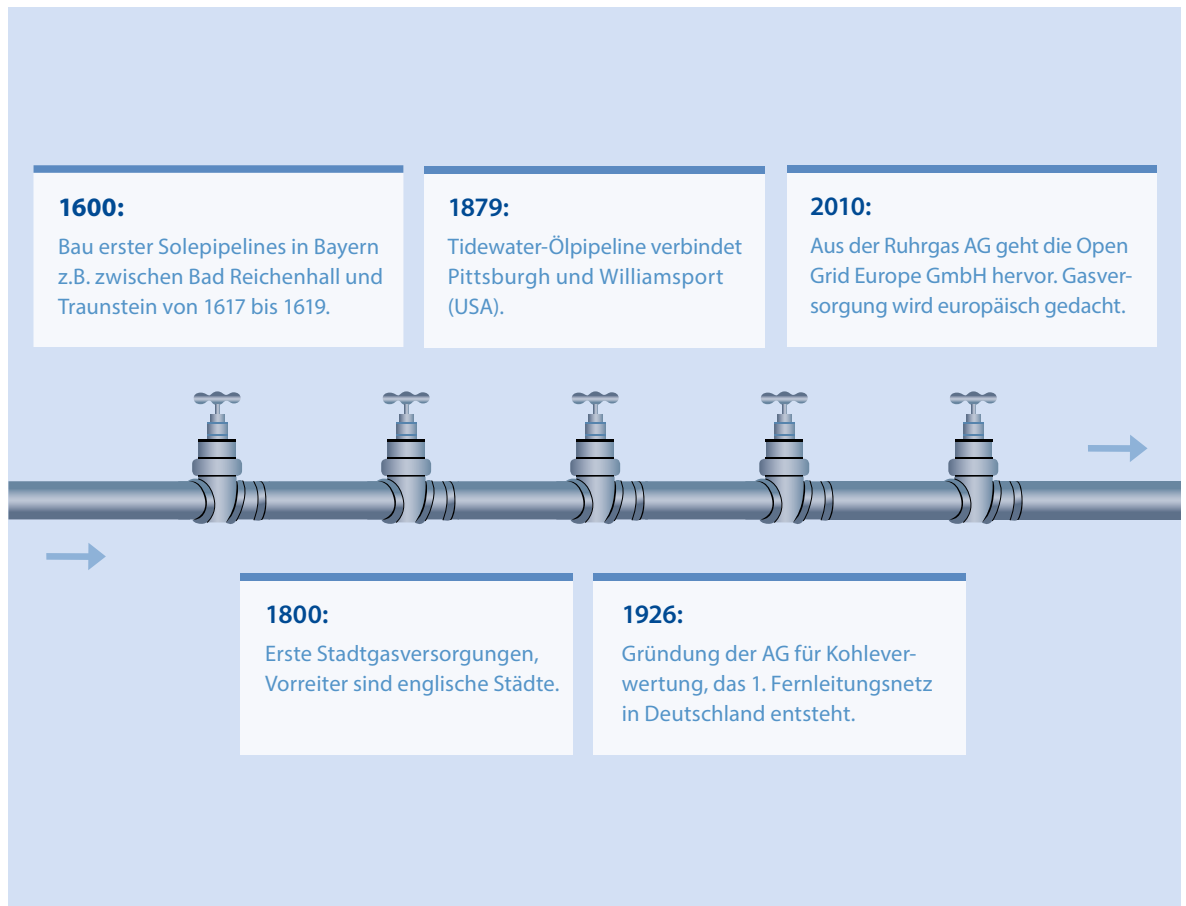 1600:
Bau erster Solepipelines in Bayern
z.B. zwischen Bad Reichenhall und
Traunstein von 1617 bis 1619.
1879:
Tidewater-Ölpipeline verbindet
Pittsburgh und Williamsport
(USA).
2010:
Aus der Ruhrgas AG geht die Open
Grid Europe GmbH hervor. Gasver-
sorgung wird europäisch gedacht.
1800:
Erste Stadtgasversorgungen,
Vorreiter sind englische Städte.
1926:
Gründung der AG für Kohlever-
wertung, das 1. Fernleitungsnetz
in Deutschland entsteht.